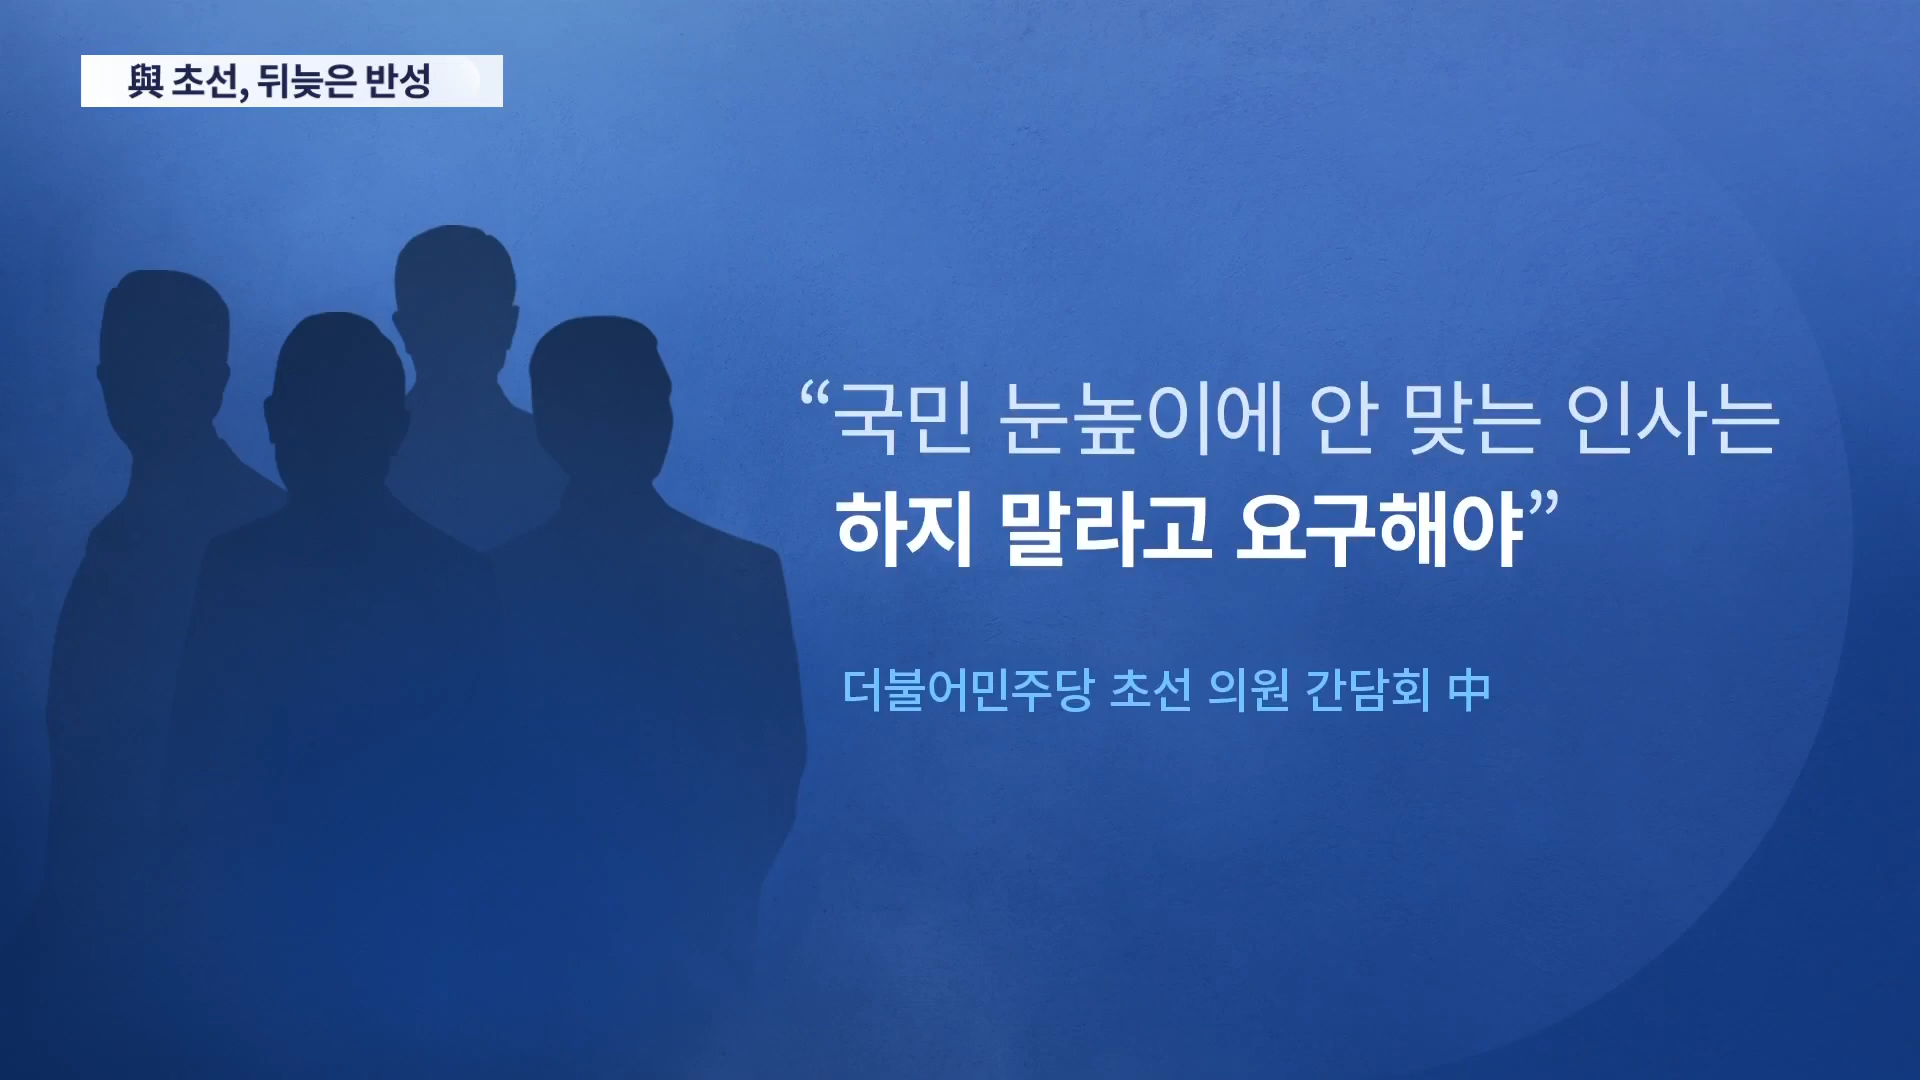 與 초선, 뒤늦은 반성
“국민 눈높이에 안 맞는 인사는
하지 말라고 요구해야”
더불어민주당 초선 의원 간담회 中